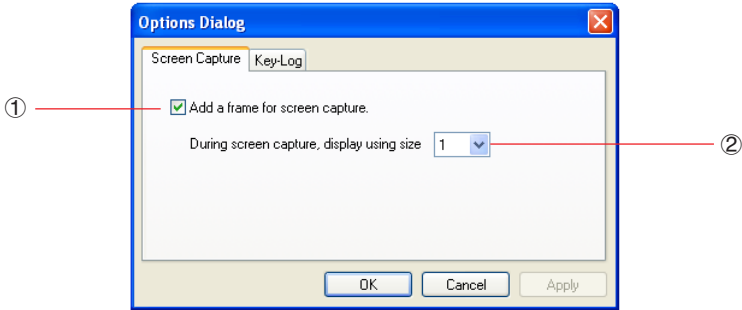 Options Dialog
Screen Capture Key-Log
① Add a frame for screen capture.
During screen capture, display using size 1 ②
OK Cancel Apply